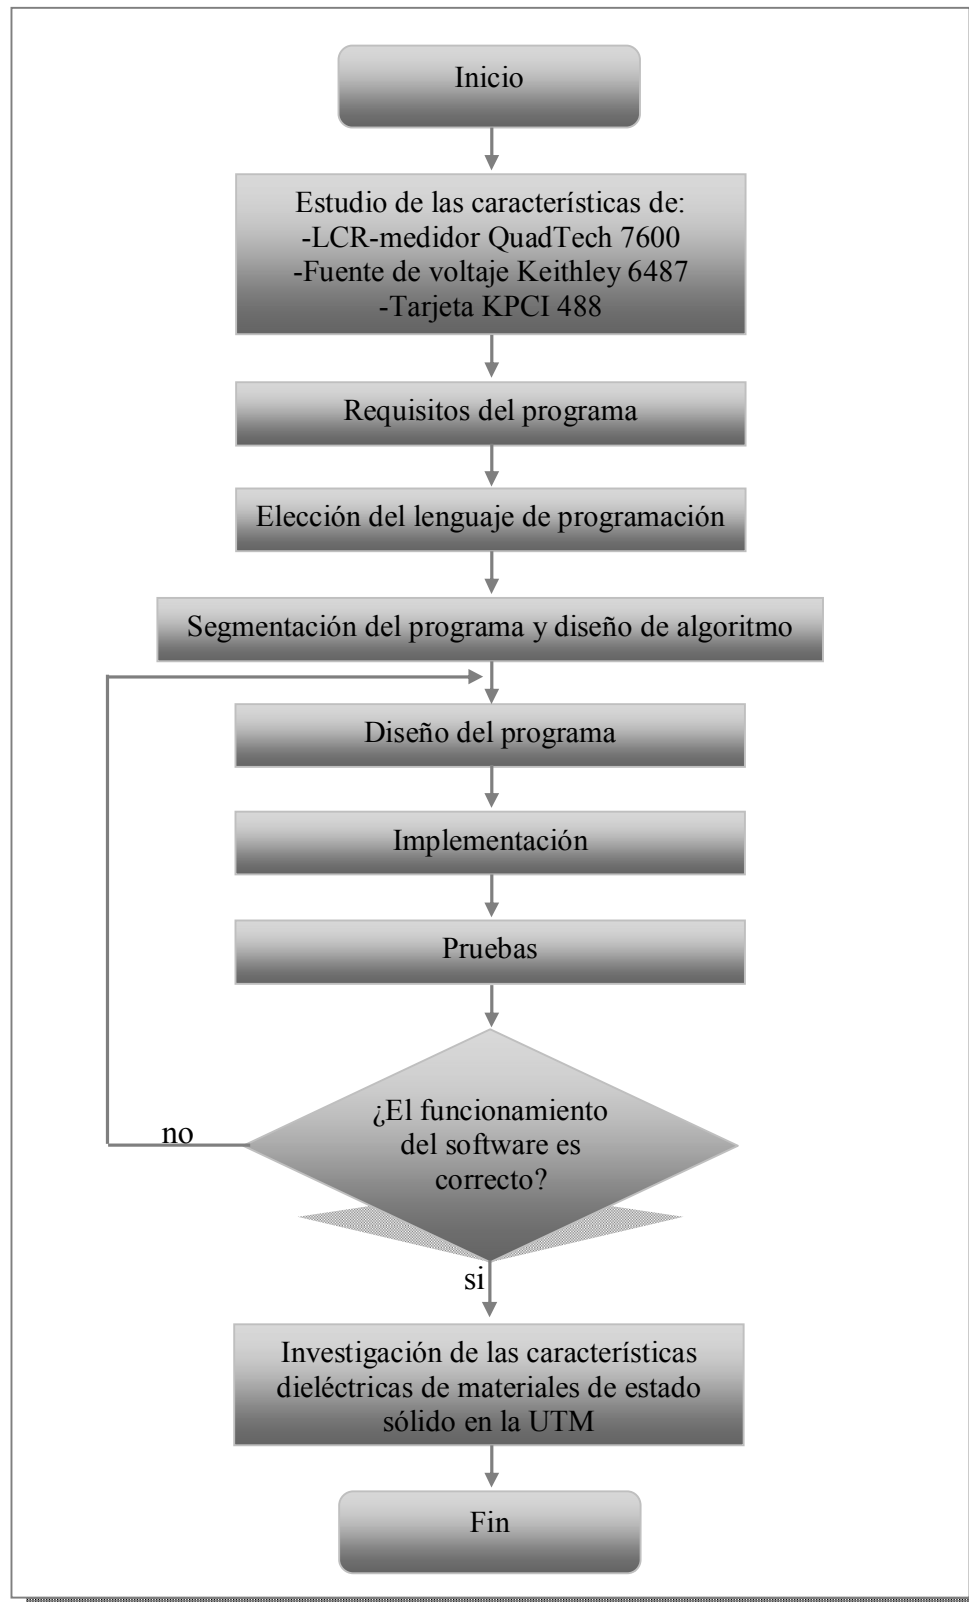 Inicio
Estudio de las características de:
-LCR-medidor QuadTech 7600
-Fuente de voltaje Keithley 6487
-Tarjeta KPCI 488
Requisitos del programa
Elección del lenguaje de programación
Segmentación del programa y diseño de algoritmo
Diseño del programa
Implementación
Pruebas
¿El funcionamiento
del software es
correcto?
no
si
Investigación de las características
dieléctricas de materiales de estado
sólido en la UTM
Fin